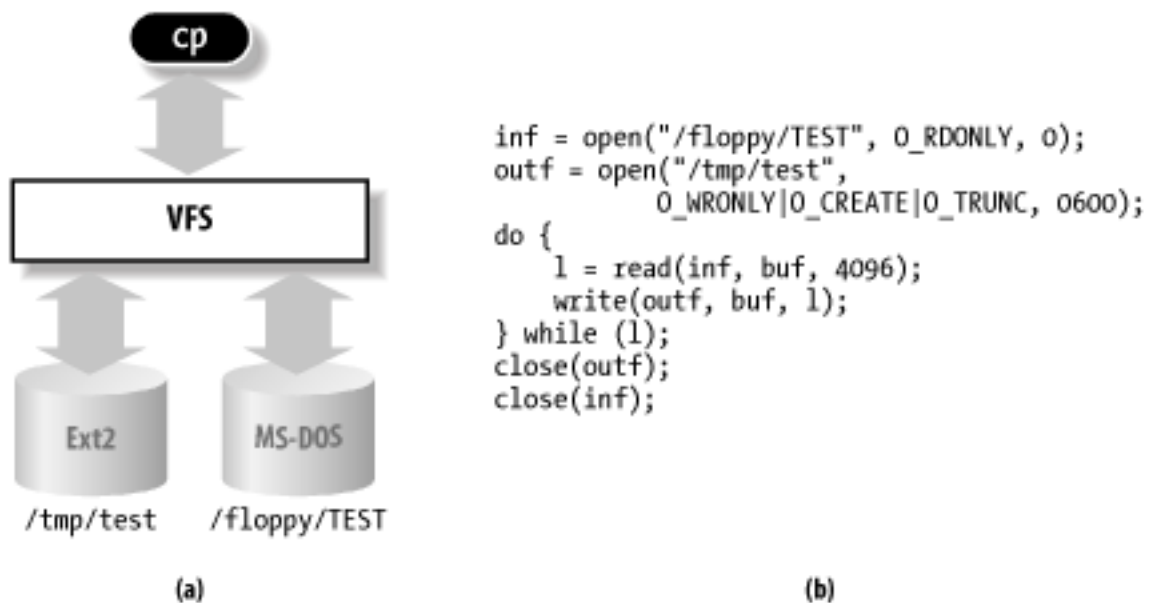 cp
VFS
Ext2
MS-DOS
/tmp/test
/floppy/TEST
(a)
inf = open("/floppy/TEST", O_RDONLY, 0);
outf = open("/tmp/test",
O_WRONLY|O_CREATE|O_TRUNC, 0600);
do {
l = read(inf, buf, 4096);
write(outf, buf, l);
} while (l);
close(outf);
close(inf);
(b)